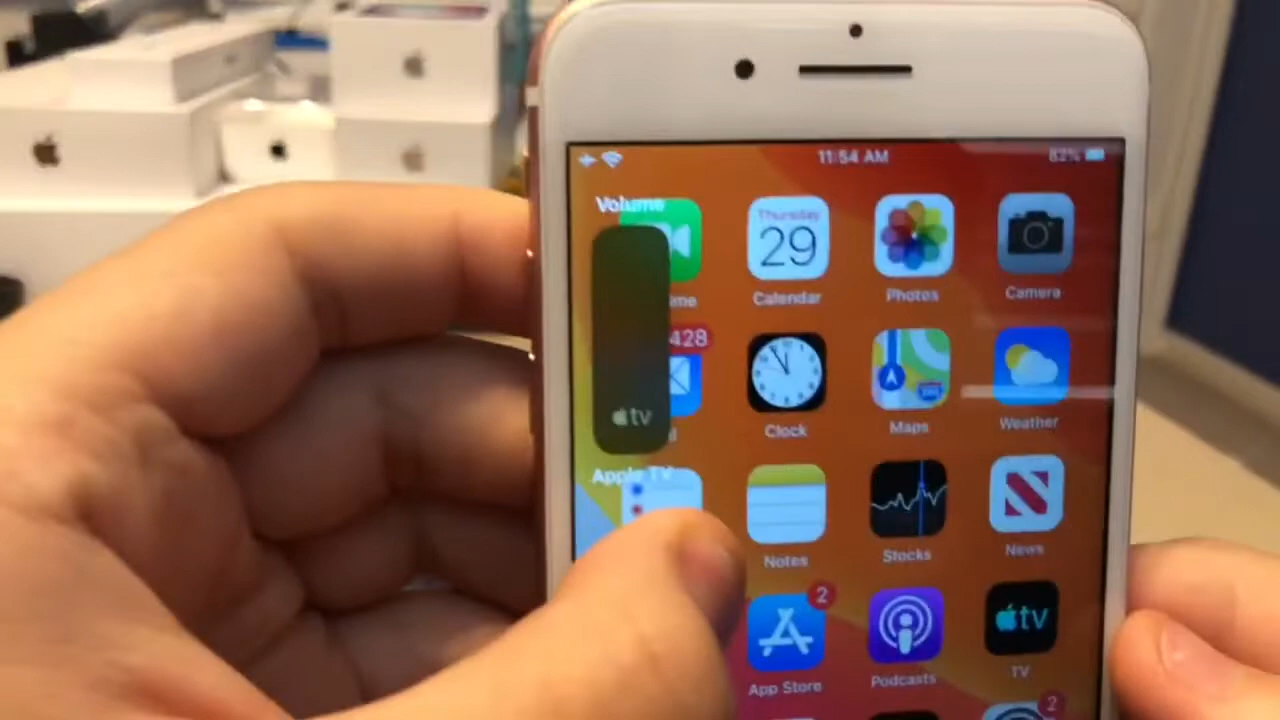 11:54 AM
82%
Volume
tv
Apple TV
ime
Thursday
29
Calendar
Photos
Camera
428
Clock
Maps
Weather
Notes
Stocks
News
2
App Store
Podcasts
tv
TV
2